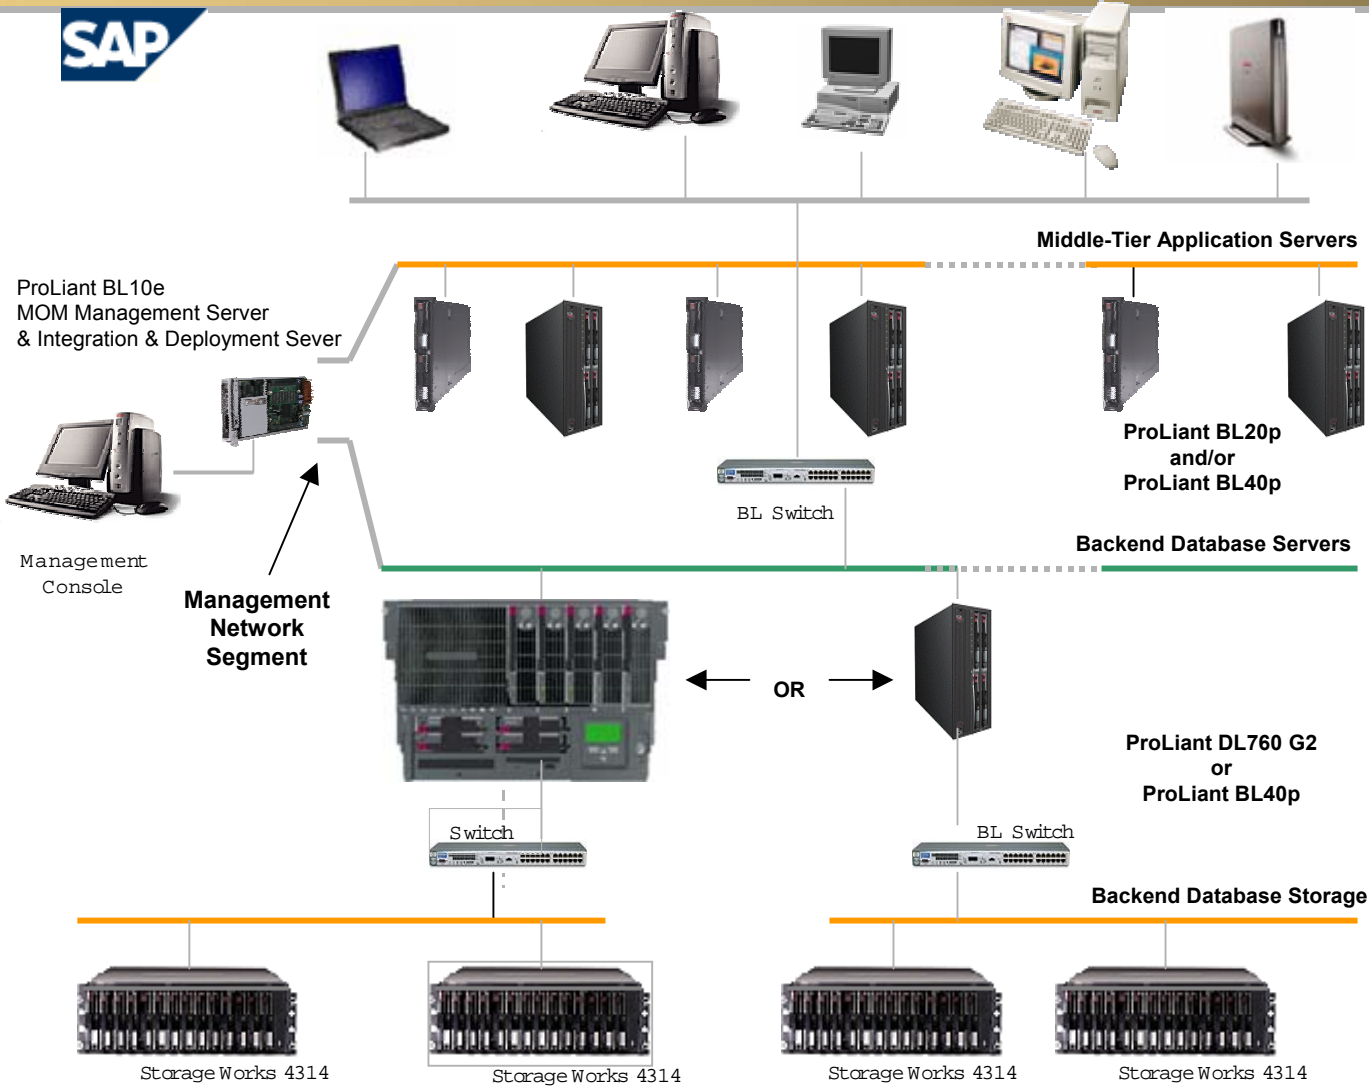 SAP
Middle-Tier Application Servers
ProLiant BL10e
MOM Management Server
& Integration & Deployment Sever
ProLiant BL20p
and/or
ProLiant BL40p
BL Switch
Management
Console
Management
Network
Segment
Backend Database Servers
OR
ProLiant DL760 G2
or
ProLiant BL40p
Switch
BL Switch
Backend Database Storage
Storage Works 4314
Storage Works 4314
Storage Works 4314
Storage Works 4314